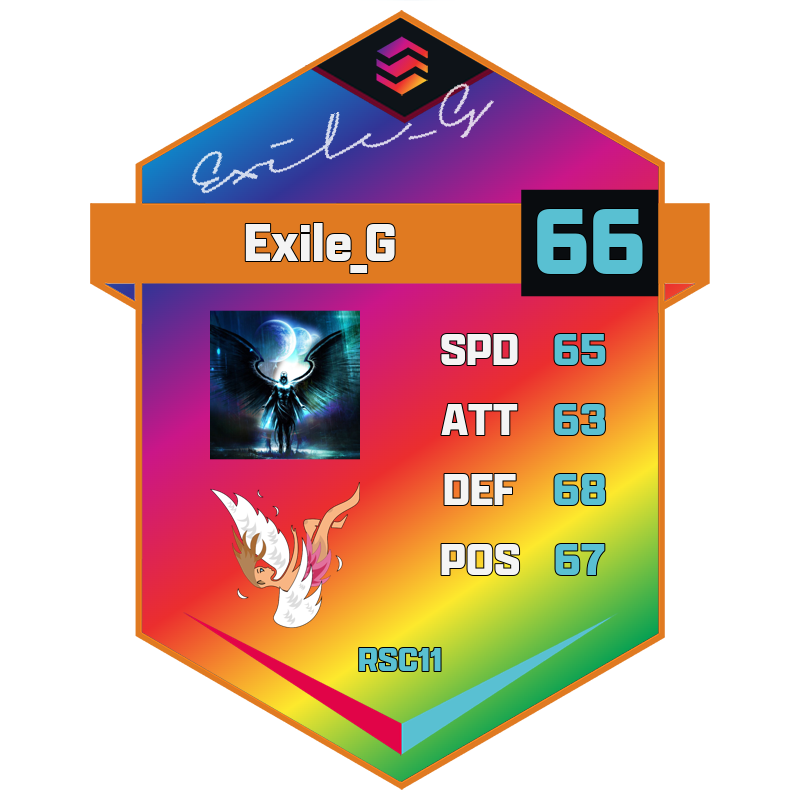 Exile_G
Exile_G 66
SPD 65
ATT 63
DEF 68
POS 67
RSC11